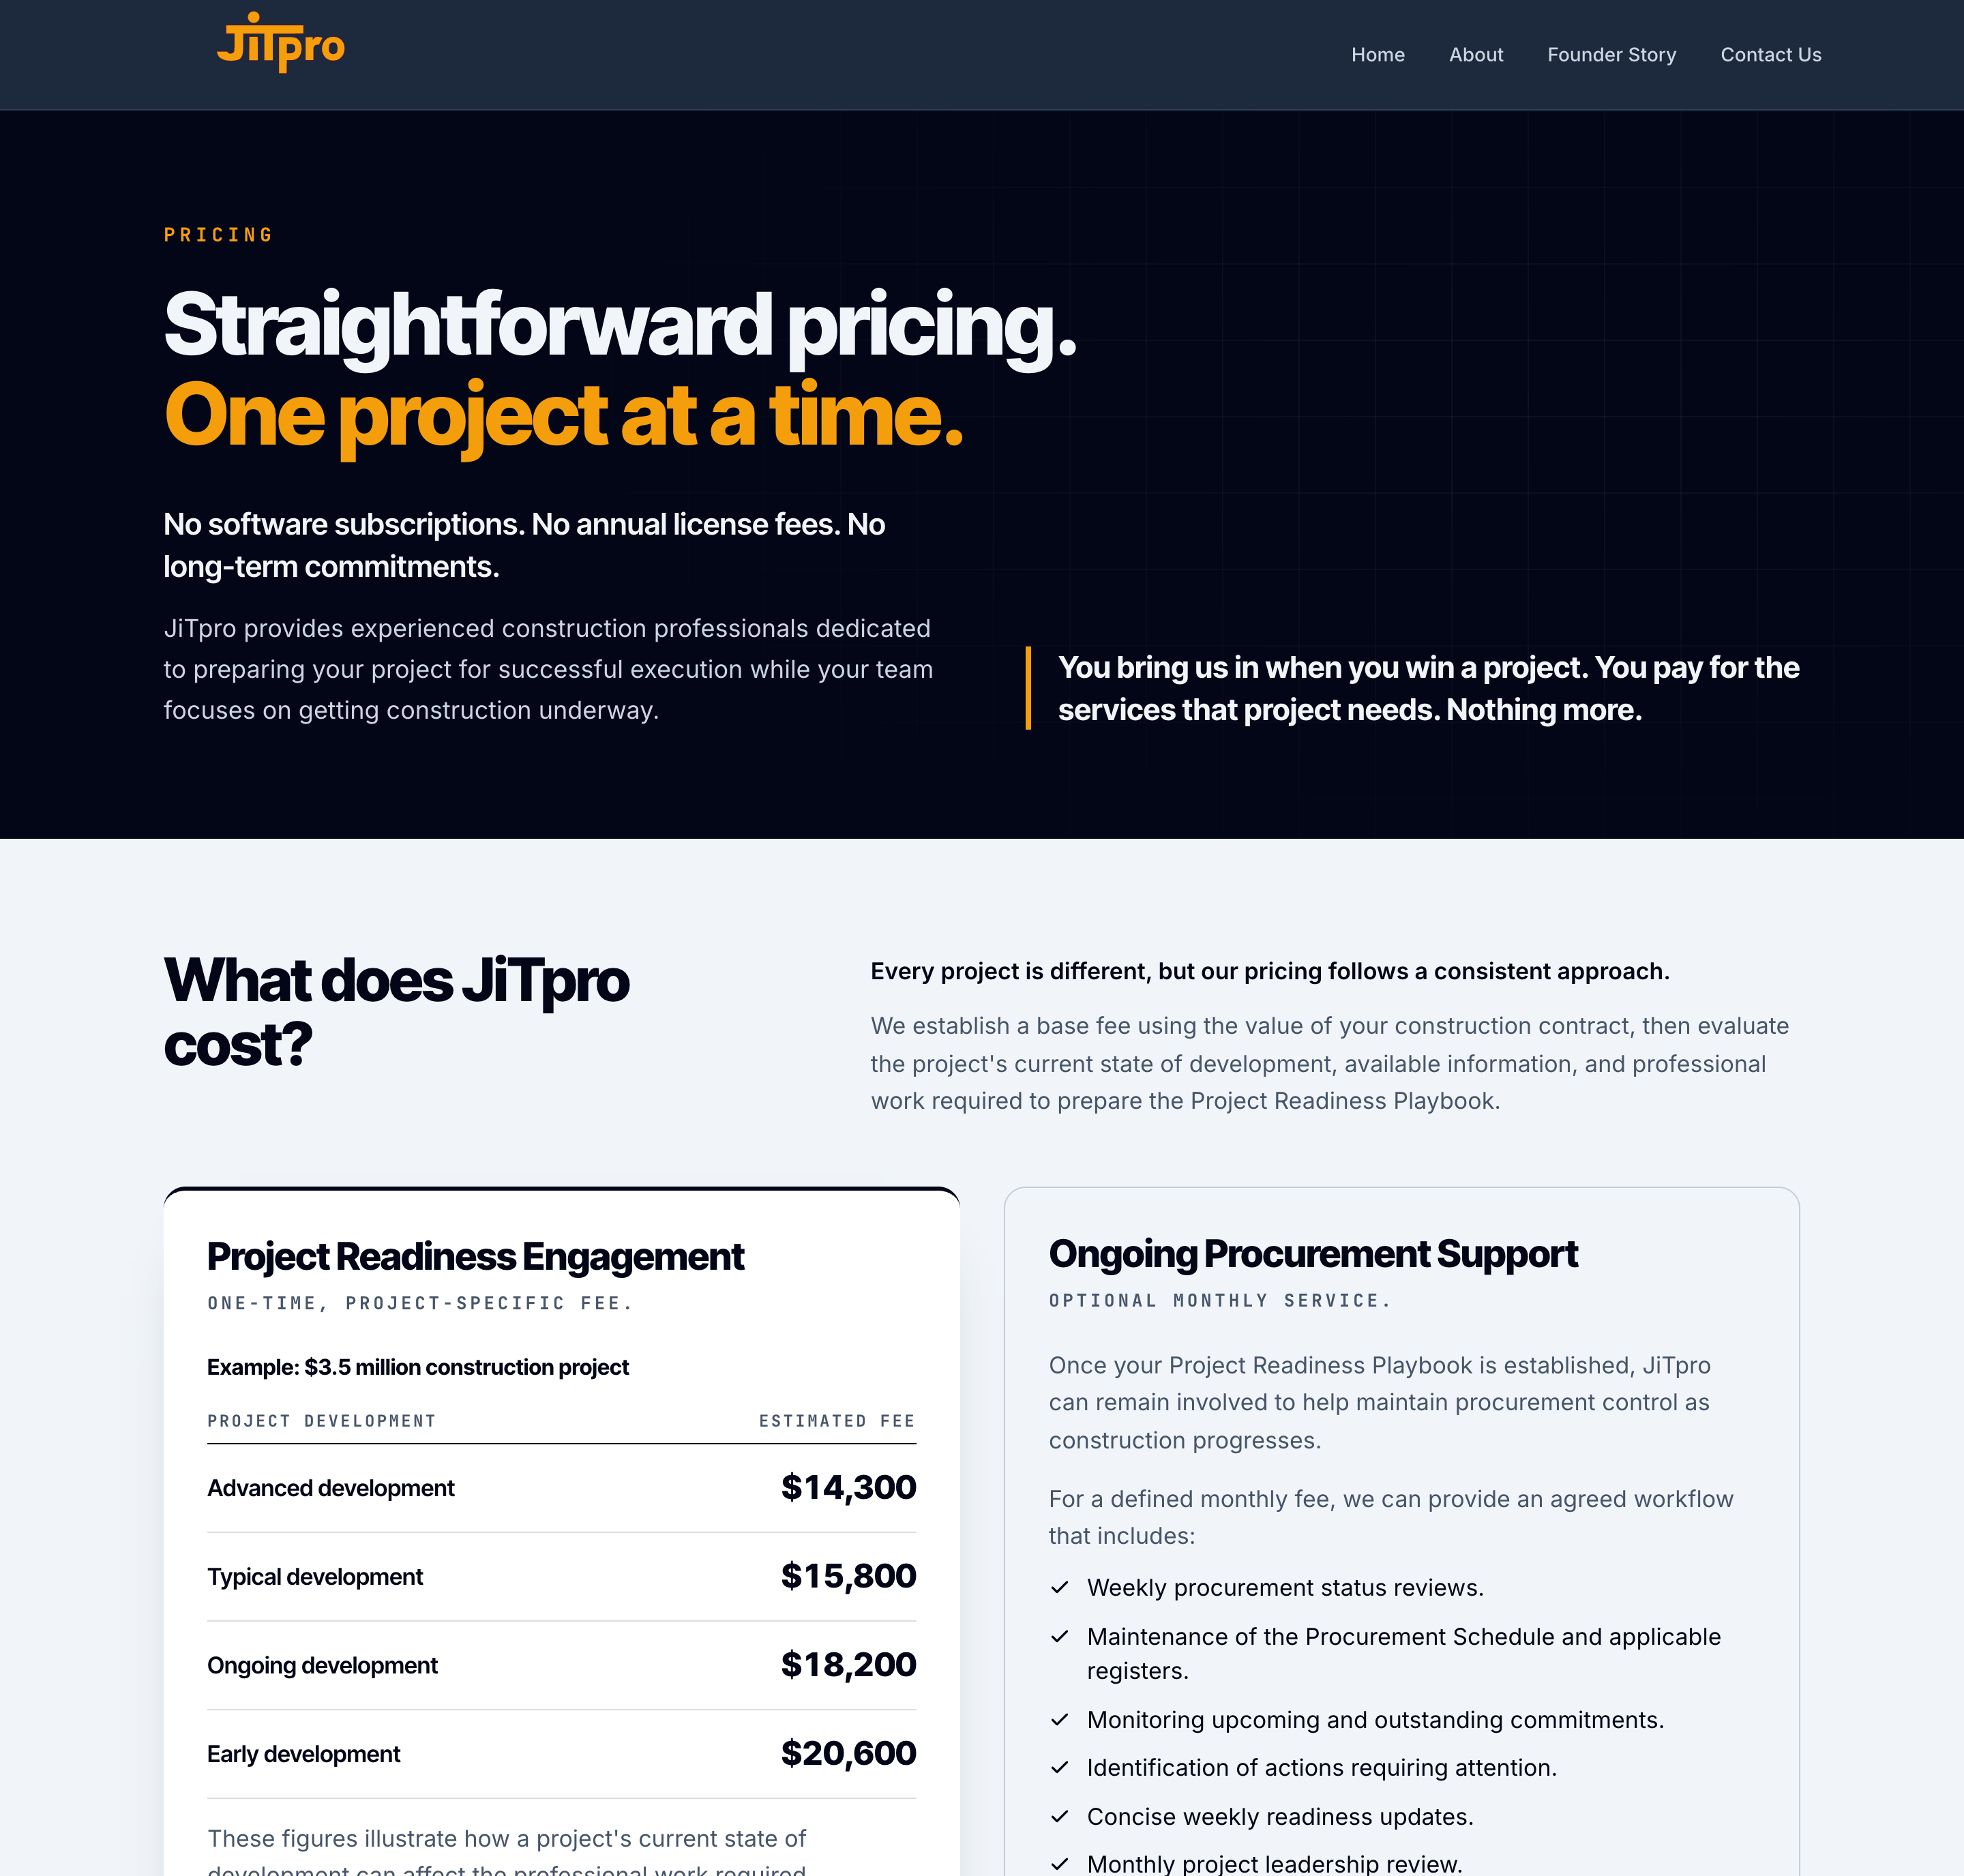 JiTpro
Home
About
Founder Story
Contact Us
PRICING
Straightforward pricing.
One project at a time.
No software subscriptions. No annual license fees. No
long-term commitments.
JiTpro provides experienced construction professionals dedicated
to preparing your project for successful execution while your team
focuses on getting construction underway.
You bring us in when you win a project. You pay for the
services that project needs. Nothing more.
What does JiTpro
cost?
Every project is different, but our pricing follows a consistent approach.
We establish a base fee using the value of your construction contract, then evaluate
the project's current state of development, available information, and professional
work required to prepare the Project Readiness Playbook.
Project Readiness Engagement
ONE-TIME, PROJECT-SPECIFIC FEE.
Example: $3.5 million construction project
PROJECT DEVELOPMENT ESTIMATED FEE
Advanced development $14,300
Typical development $15,800
Ongoing development $18,200
Early development $20,600
These figures illustrate how a project's current state of
development can affect the professional work required
Ongoing Procurement Support
OPTIONAL MONTHLY SERVICE.
Once your Project Readiness Playbook is established, JiTpro
can remain involved to help maintain procurement control as
construction progresses.
For a defined monthly fee, we can provide an agreed workflow
that includes:
Weekly procurement status reviews.
Maintenance of the Procurement Schedule and applicable
registers.
Monitoring upcoming and outstanding commitments.
Identification of actions requiring attention.
Concise weekly readiness updates.
Monthly project leadership review.